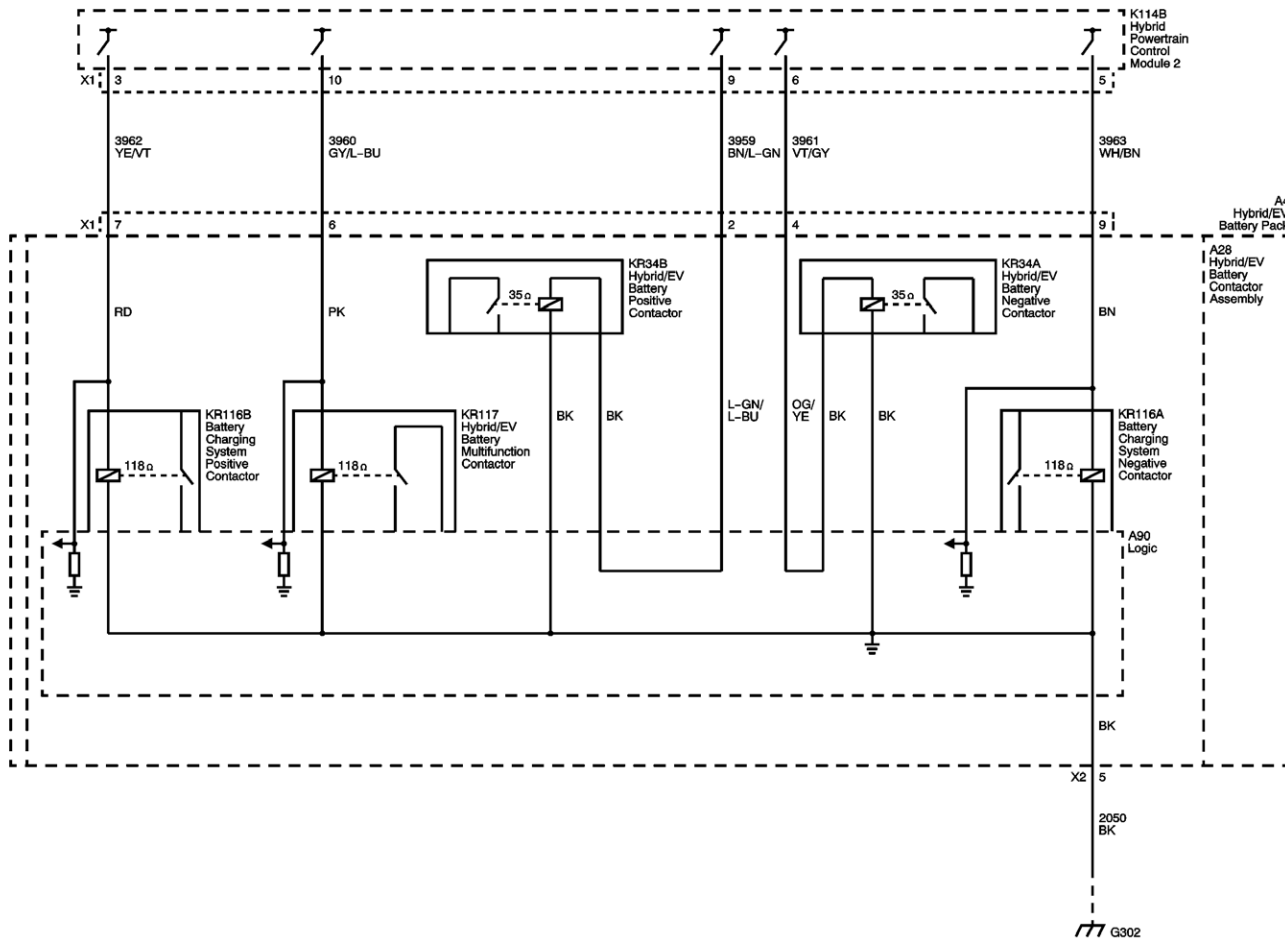 K114B
Hybrid
Powertrain
Control
Module 2
X1 3 10 9 6 5
3962
YE/VT
3960
GY/L-BU
3959
BN/L-GN
3961
VT/GY
3963
WH/BN
A4
Hybrid/EV
Battery Pack
X1 7 6 2 4 9
A28
Hybrid/EV
Battery
Contactor
Assembly
KR34B
Hybrid/EV
Battery
Positive
Contactor
35Ω
KR34A
Hybrid/EV
Battery
Negative
Contactor
35Ω
RD
PK
BN
KR116B
Battery
Charging
System
Positive
Contactor
118Ω
KR117
Hybrid/EV
Battery
Multifunction
Contactor
118Ω
BK
BK
L-GN/
L-BU
OG/
YE
BK
BK
KR116A
Battery
Charging
System
Negative
Contactor
118Ω
A90
Logic
BK
X2 5
2050
BK
G302